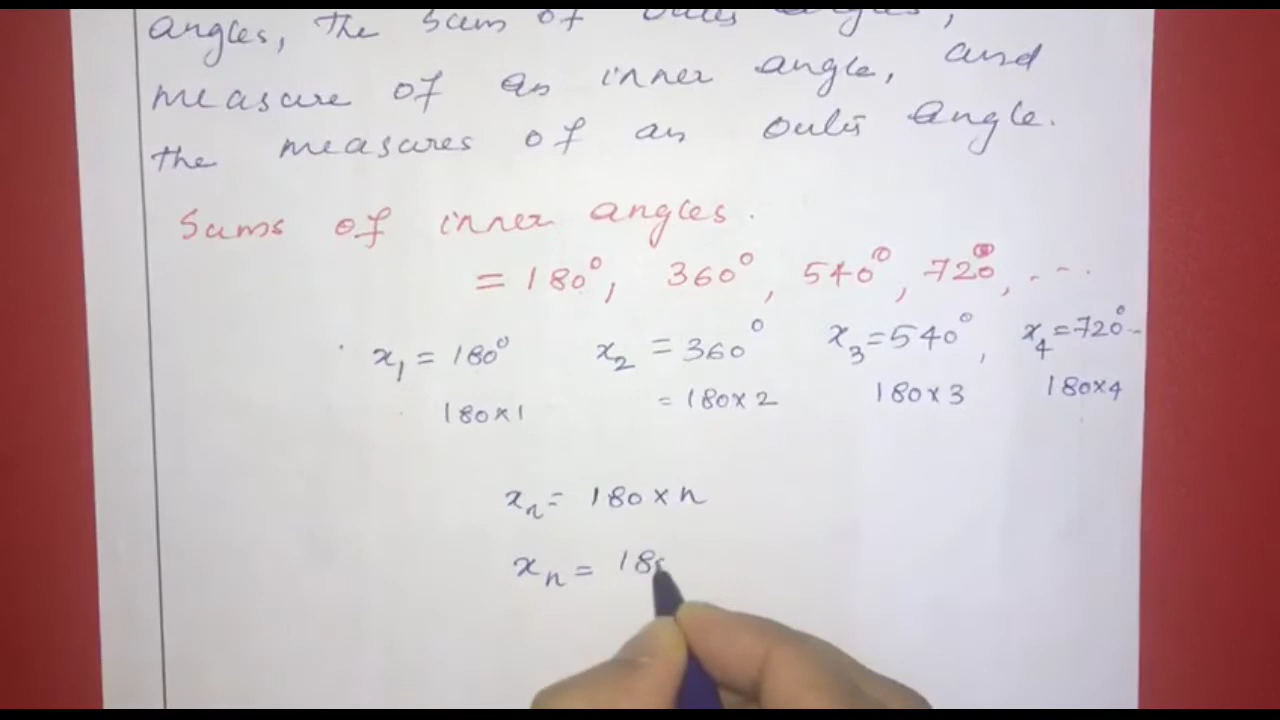 angles, the sum of outer angles,
measure of an inner angle, and
the measures of an outer angle.
Sums of inner angles.
= 180°, 360°, 540°, 720°, ...
x₁ = 180° x₂ = 360° x₃ = 540°, x₄ = 720°
180×1 = 180×2 180×3 180×4
xₙ = 180×n
xₙ = 18